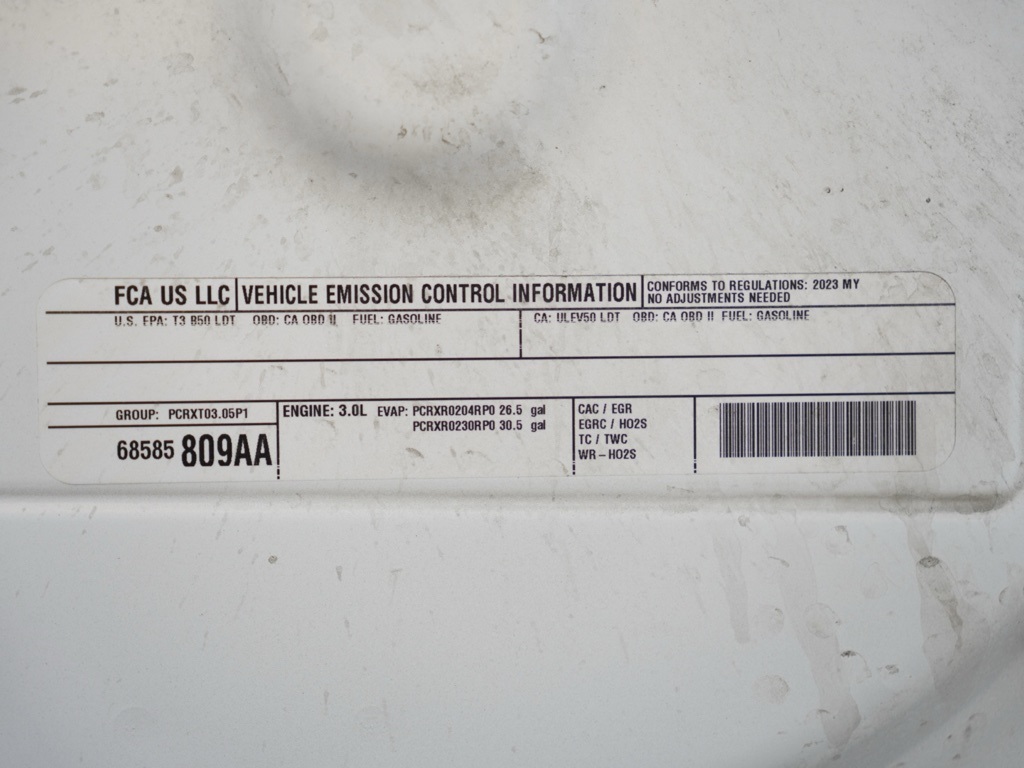 FCA US LLC VEHICLE EMISSION CONTROL INFORMATION
CONFORMS TO REGULATIONS: 2023 MY
NO ADJUSTMENTS NEEDED
U.S. EPA: T3 B50 LDT OBD: CA OBD II FUEL: GASOLINE
CA: ULEV50 LDT OBD: CA OBD II FUEL: GASOLINE
GROUP: PCRXT03.05P1
68585 809AA
ENGINE: 3.0L EVAP: PCRXR0204RP0 26.5 gal
PCRXR0230RP0 30.5 gal
CAC / EGR
EGRC / HO2S
TC / TWC
WR – HO2S